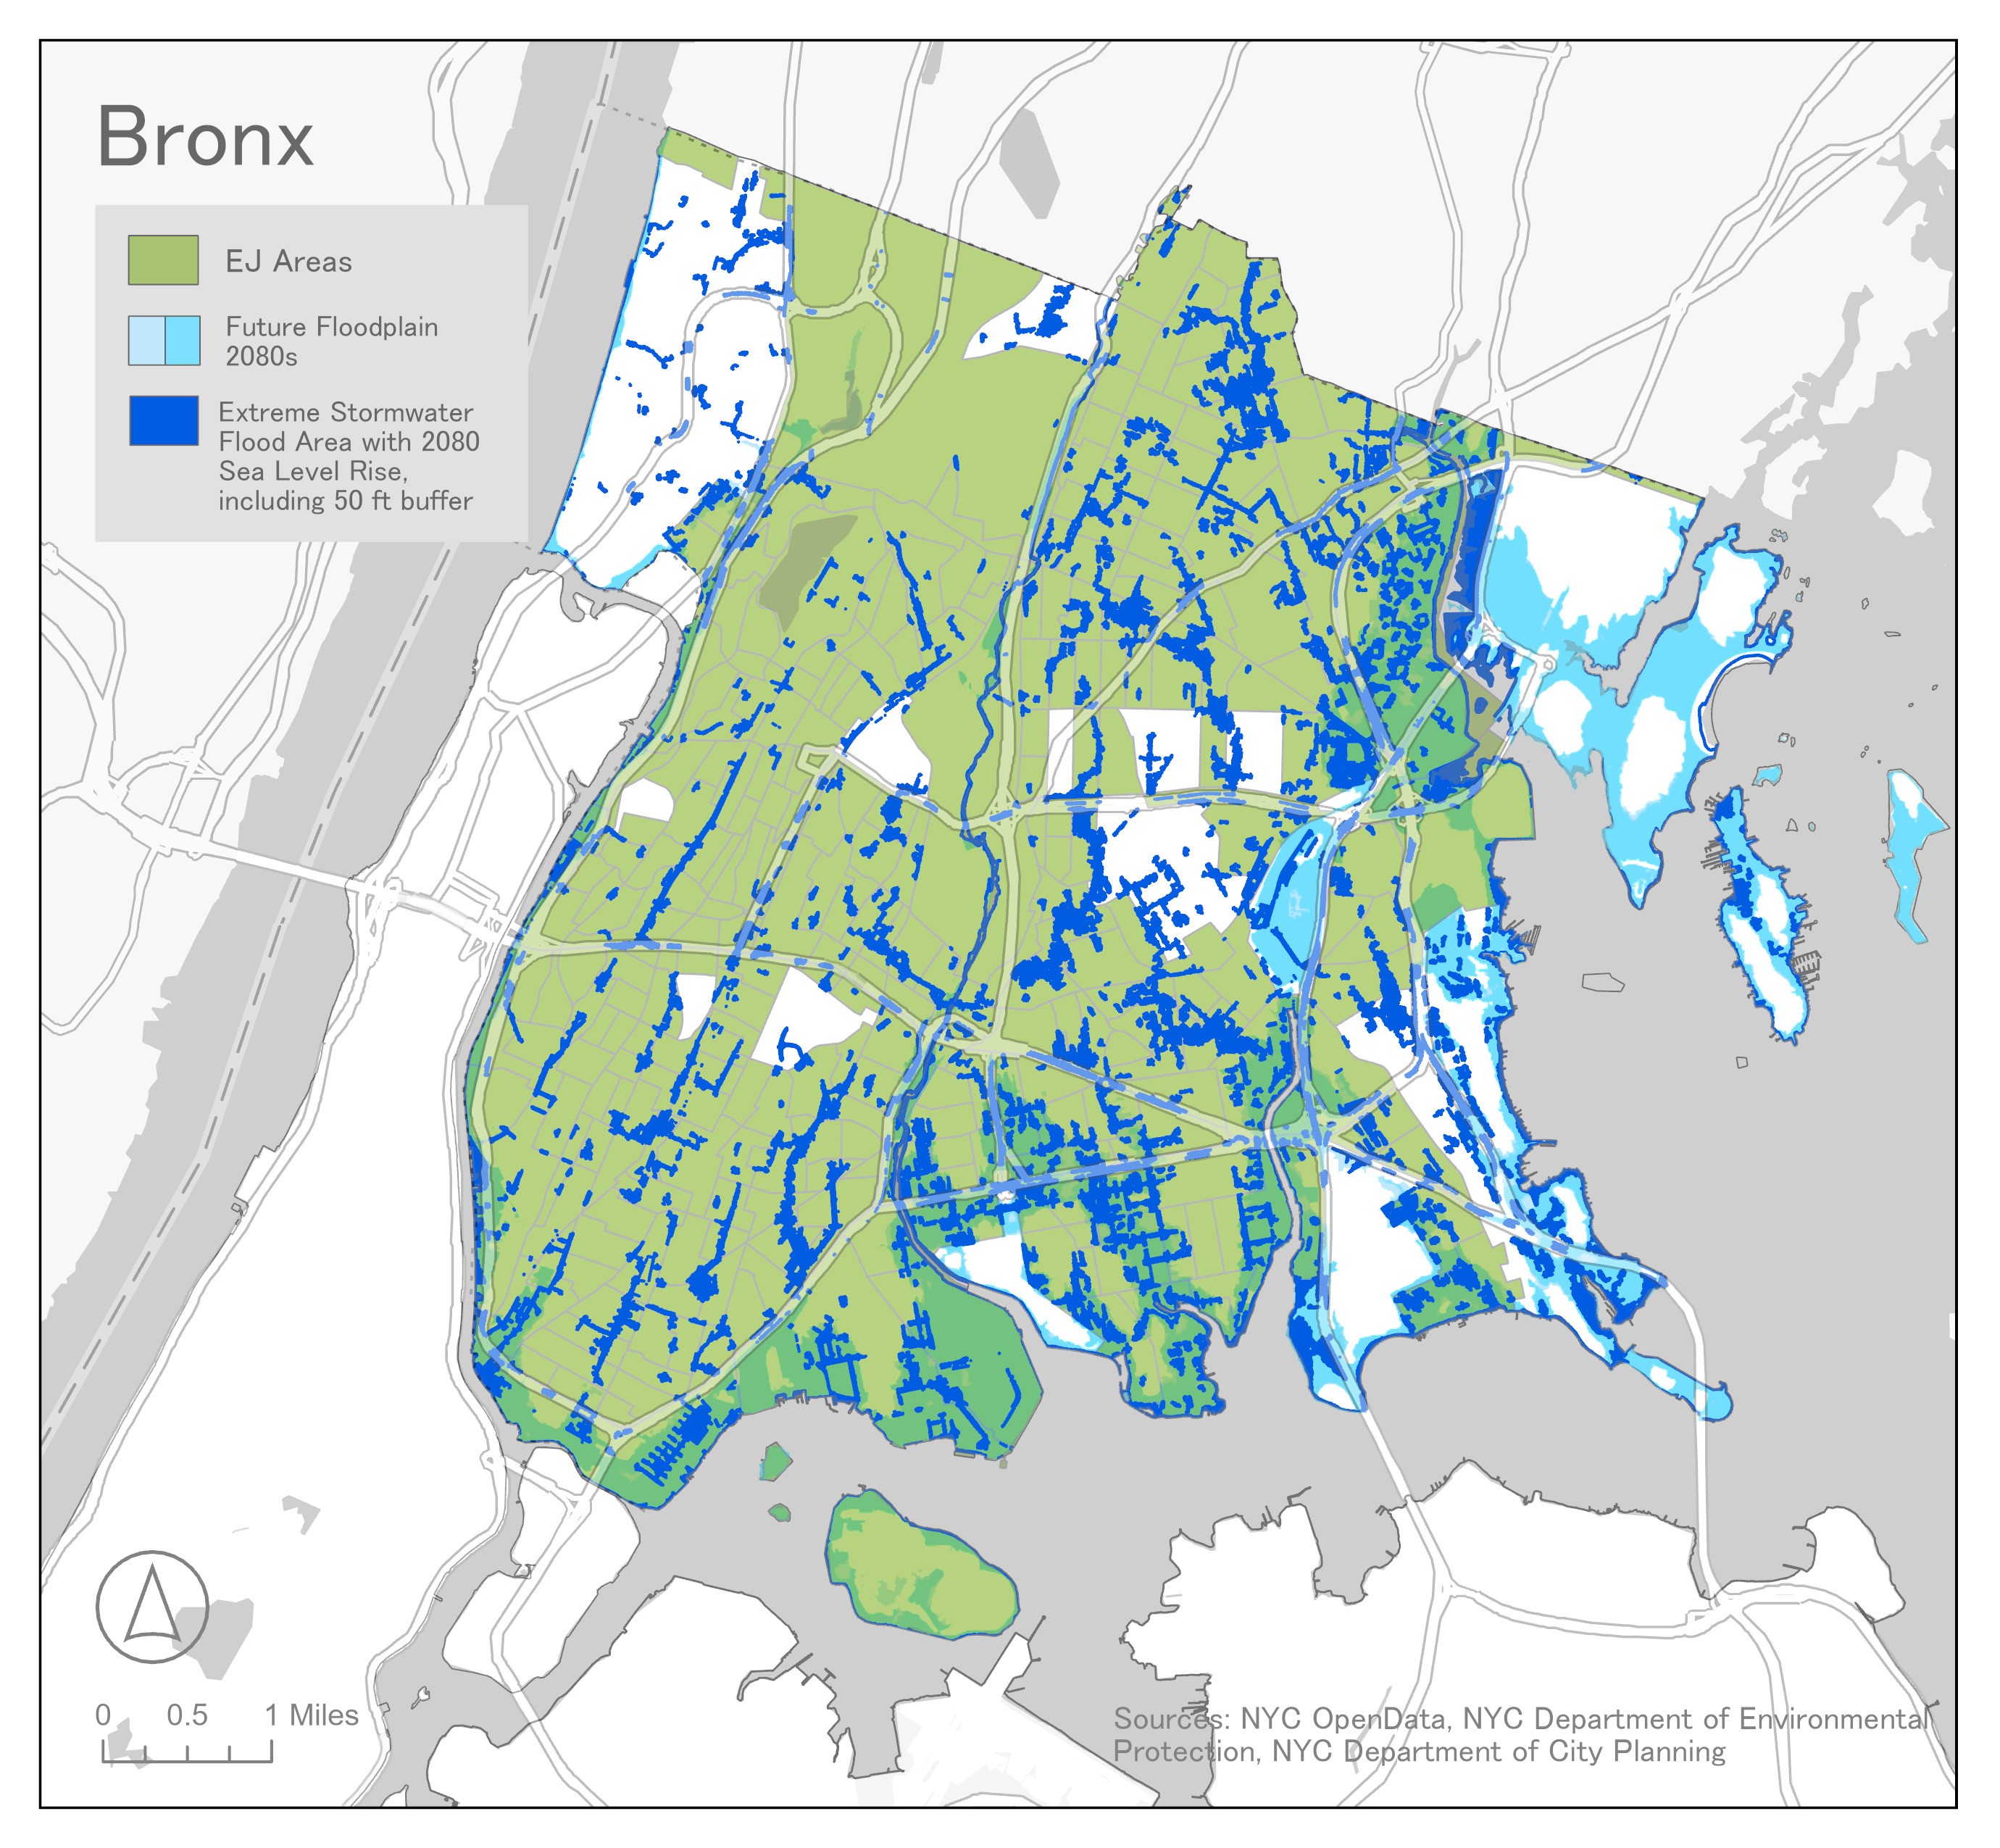 Bronx
EJ Areas
Future Floodplain
2080s
Extreme Stormwater
Flood Area with 2080
Sea Level Rise,
including 50 ft buffer
0 0.5 1 Miles
Sources: NYC OpenData, NYC Department of Environmental
Protection, NYC Department of City Planning